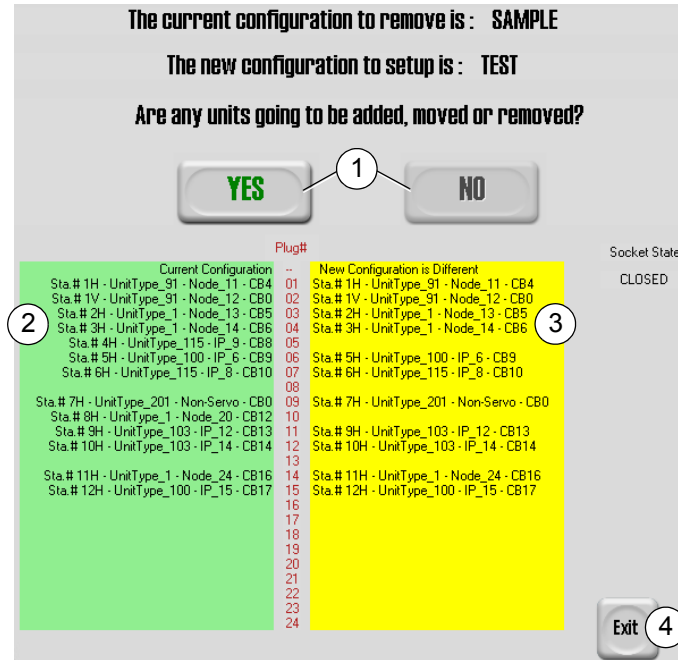 The current configuration to remove is : SAMPLE
The new configuration to setup is : TEST
Are any units going to be added, moved or removed?
YES
1
NO
Plug#
Socket State
Current Configuration -- New Configuration is Different
CLOSED
Sta.# 1H - UnitType_91 - Node_11 - CB4 01 Sta.# 1H - UnitType_91 - Node_11 - CB4
Sta.# 1V - UnitType_91 - Node_12 - CB0 02 Sta.# 1V - UnitType_91 - Node_12 - CB0
2
Sta.# 2H - UnitType_1 - Node_13 - CB5 03 Sta.# 2H - UnitType_1 - Node_13 - CB5
3
Sta.# 3H - UnitType_1 - Node_14 - CB6 04 Sta.# 3H - UnitType_1 - Node_14 - CB6
Sta.# 4H - UnitType_115 - IP_9 - CB8 05
Sta.# 5H - UnitType_100 - IP_6 - CB9 06 Sta.# 5H - UnitType_100 - IP_6 - CB9
Sta.# 6H - UnitType_115 - IP_8 - CB10 07 Sta.# 6H - UnitType_115 - IP_8 - CB10
08
Sta.# 7H - UnitType_201 - Non-Servo - CB0 09 Sta.# 7H - UnitType_201 - Non-Servo - CB0
Sta.# 8H - UnitType_1 - Node_20 - CB12 10
Sta.# 9H - UnitType_103 - IP_12 - CB13 11 Sta.# 9H - UnitType_103 - IP_12 - CB13
Sta.# 10H - UnitType_103 - IP_14 - CB14 12 Sta.# 10H - UnitType_103 - IP_14 - CB14
13
Sta.# 11H - UnitType_1 - Node_24 - CB16 14 Sta.# 11H - UnitType_1 - Node_24 - CB16
Sta.# 12H - UnitType_100 - IP_15 - CB17 15 Sta.# 12H - UnitType_100 - IP_15 - CB17
16
17
18
19
20
21
22
23
24
Exit
4